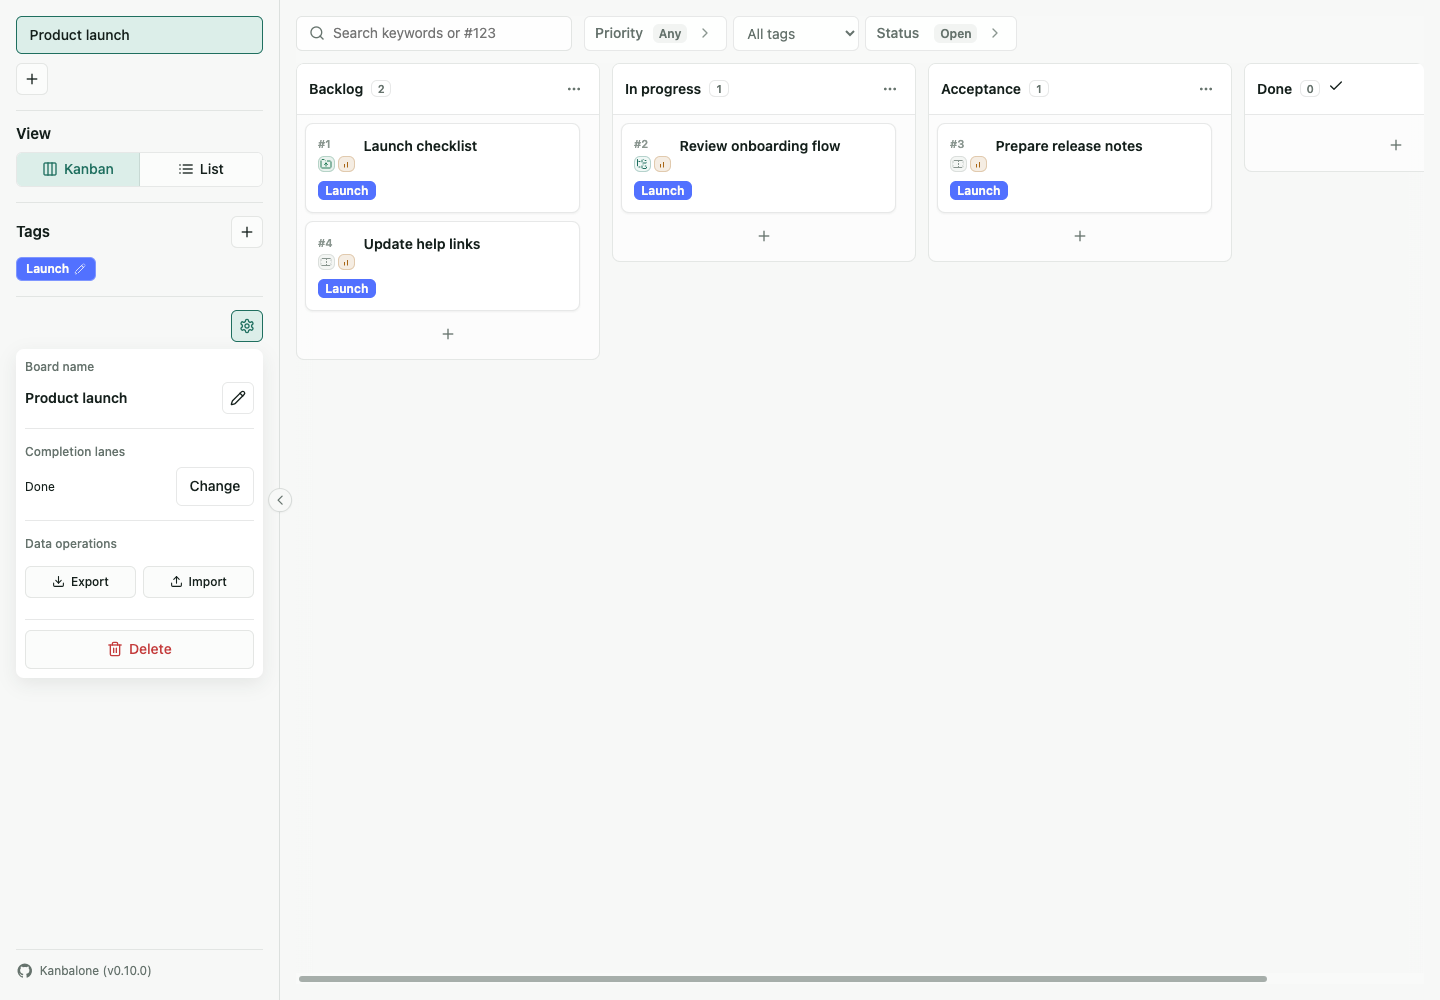 Product launch
View
Kanban
List
Tags
Launch
Board name
Product launch
Completion lanes
Done
Change
Data operations
Export
Import
Delete
Kanbalone (v0.10.0)
Search keywords or #123
Priority Any
All tags
Status Open
Backlog 2
#1 Launch checklist
Launch
#4 Update help links
Launch
In progress 1
#2 Review onboarding flow
Launch
Acceptance 1
#3 Prepare release notes
Launch
Done 0